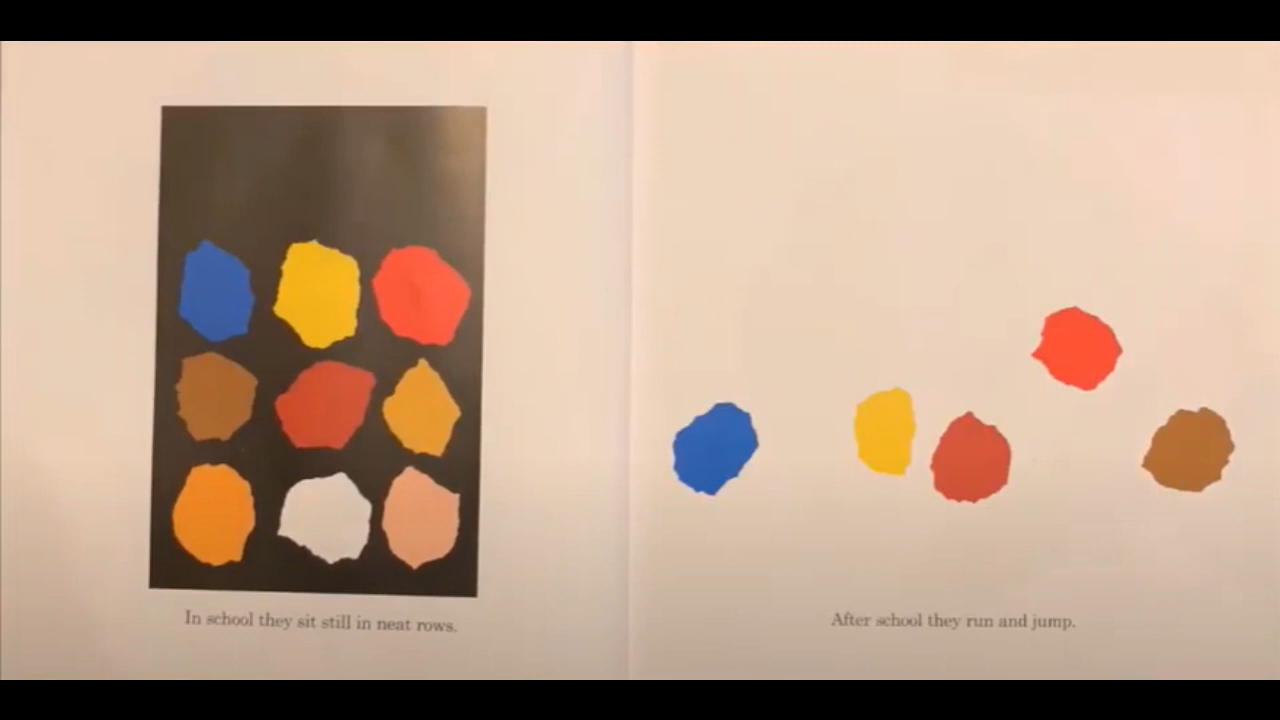 In school they sit still in neat rows.
After school they run and jump.